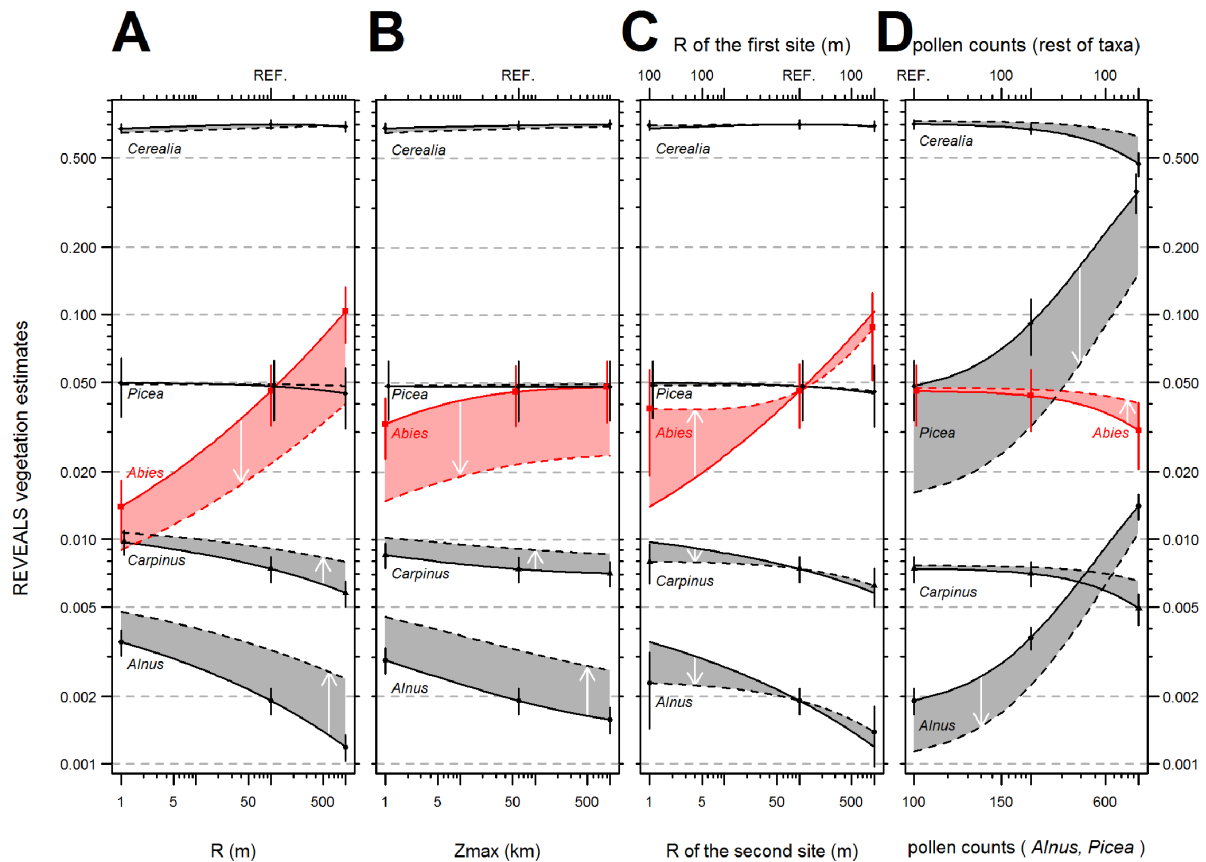 A B C D
R of the first site (m) pollen counts (rest of taxa)
REF. REF. 100 100 REF. 100 REF. 100 100
Cerealia Cerealia Cerealia Cerealia
0.500 0.500
0.200 0.200
0.100 0.100
0.050 0.050
Picea Picea Picea Picea
Abies Abies Abies Abies
0.020 0.020
0.010 0.010
Carpinus Carpinus Carpinus Carpinus
0.005 0.005
Alnus Alnus Alnus Alnus
0.002 0.002
0.001 0.001
REVEALS vegetation estimates
1 5 50 500 1 5 50 500 1 5 50 500 100 150 600
R (m) Zmax (km) R of the second site (m) pollen counts ( Alnus, Picea )